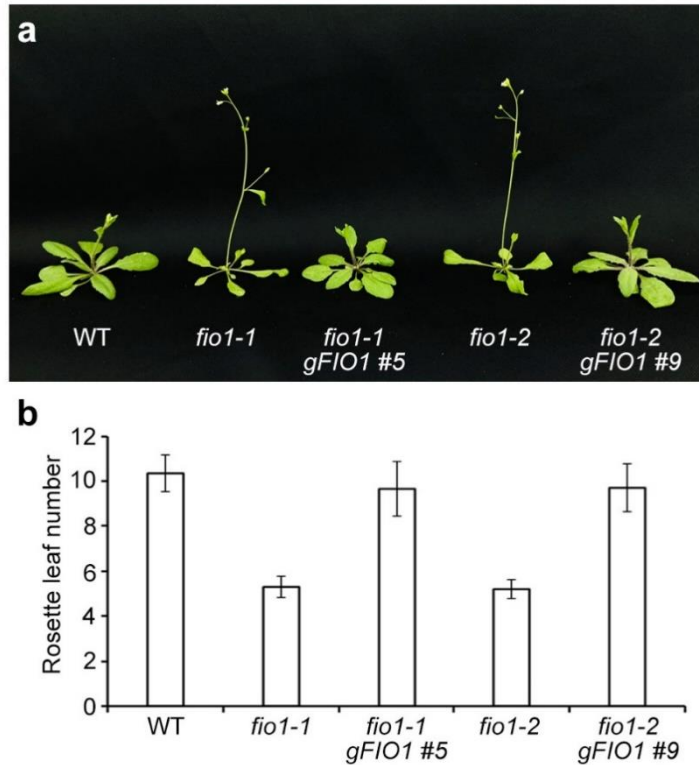 a
WT
fio1-1
fio1-1
gFIO1 #5
fio1-2
fio1-2
gFIO1 #9
b
Rosette leaf number
12
10
8
6
4
2
0
WT
fio1-1
fio1-1
gFIO1 #5
fio1-2
fio1-2
gFIO1 #9